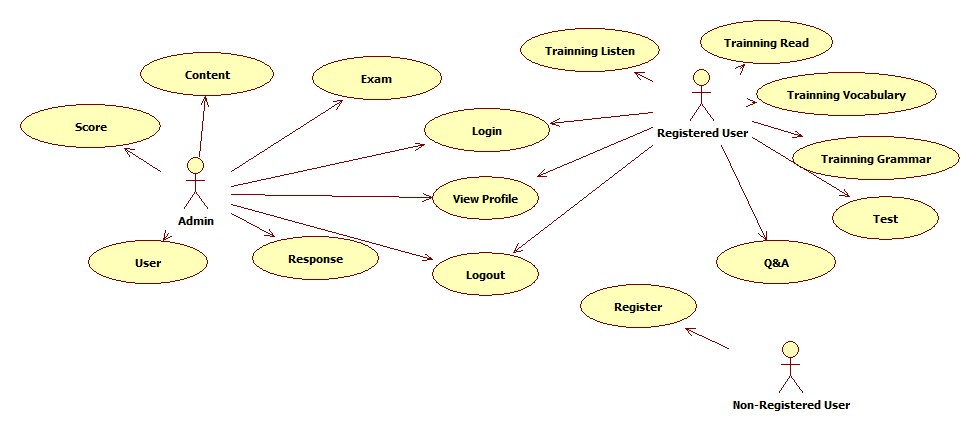 Trainning Listen
Trainning Read
Content
Exam
Trainning Vocabulary
Score
Login
Registered User
Trainning Grammar
View Profile
Admin
Test
User
Response
Logout
Q&A
Register
Non-Registered User